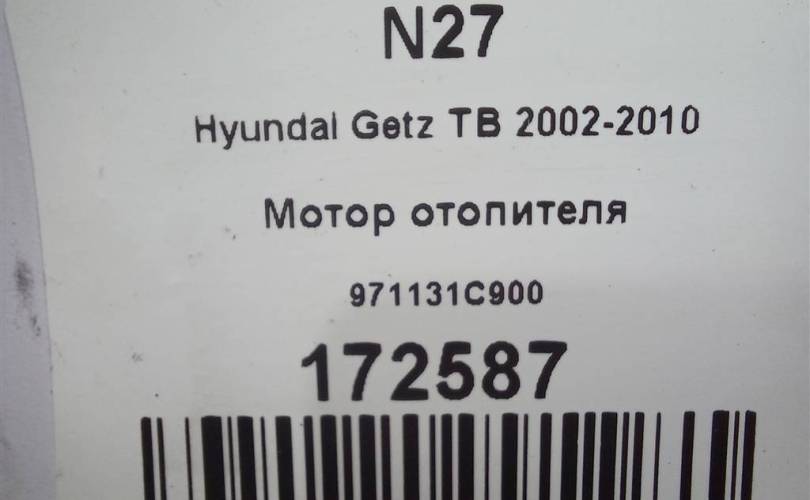 N27
Hyundai Getz TB 2002-2010
Мотор отопителя
971131C900
172587